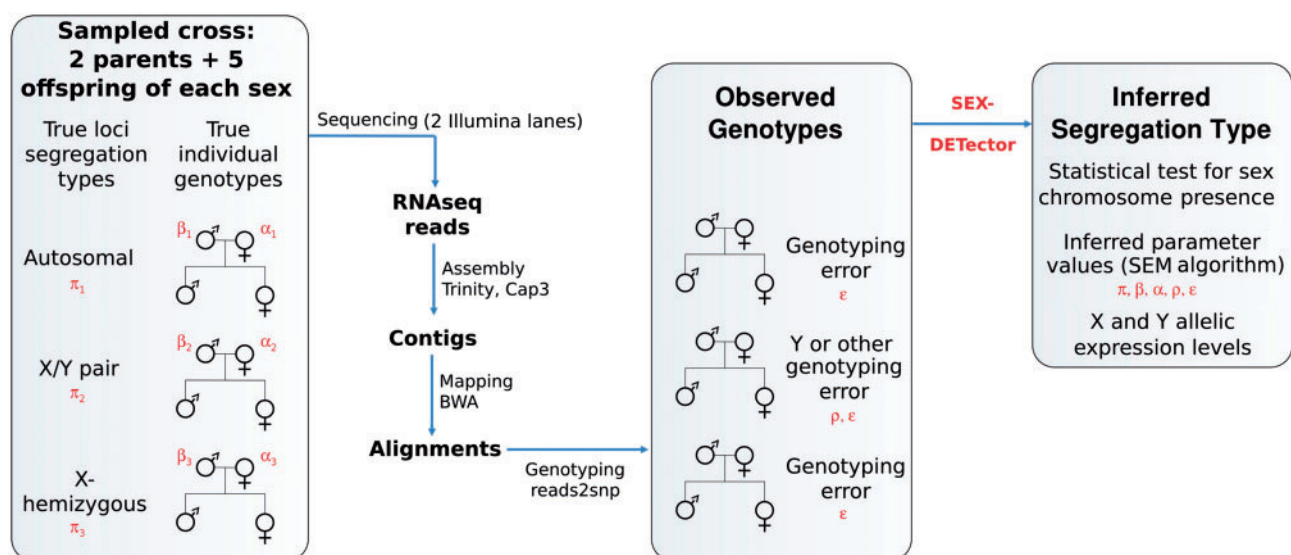 Sampled cross:
2 parents + 5
offspring of each sex
True loci
segregation
types
True
individual
genotypes
Autosomal
π1
β1
α1
X/Y pair
π2
β2
α2
X-
hemizygous
π3
β3
α3
Sequencing (2 Illumina lanes)
RNAseq
reads
Assembly
Trinity, Cap3
Contigs
Mapping
BWA
Alignments
Genotyping
reads2snp
Observed
Genotypes
Genotyping
error
ε
Y or other
genotyping
error
ρ, ε
Genotyping
error
ε
SEX-
DETector
Inferred
Segregation Type
Statistical test for sex
chromosome presence
Inferred parameter
values (SEM algorithm)
π, β, α, ρ, ε
X and Y allelic
expression levels